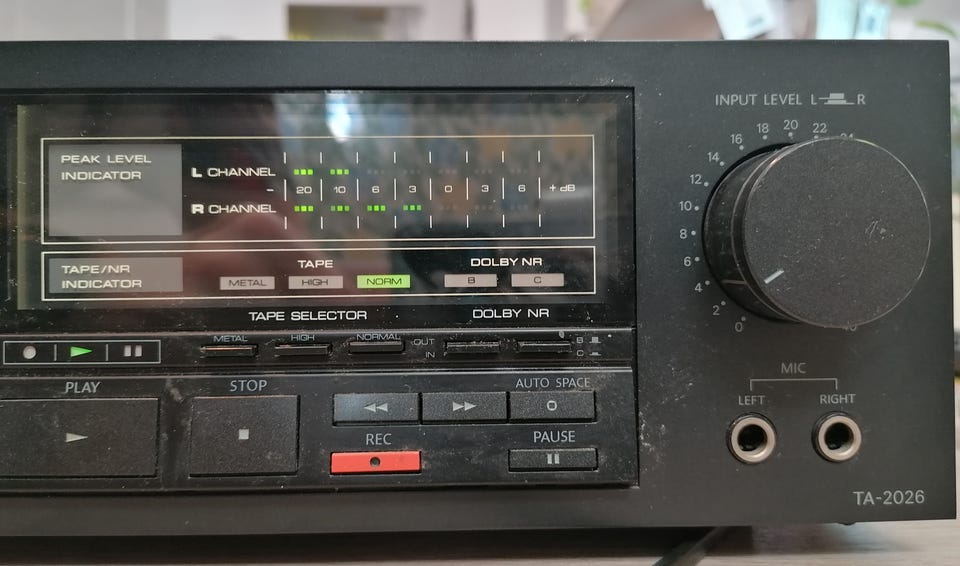 INPUT LEVEL L R
PEAK LEVEL
INDICATOR
L CHANNEL
− 20 10 6 3 0 3 6 + dB
R CHANNEL
TAPE/NR
INDICATOR
TAPE
METAL HIGH NORM
DOLBY NR
B C
TAPE SELECTOR
DOLBY NR
METAL HIGH NORMAL
OUT
IN
B
C
PLAY
STOP
AUTO SPACE
REC
PAUSE
0 2 4 6 8 10 12 14 16 18 20 22
MIC
LEFT RIGHT
TA-2026